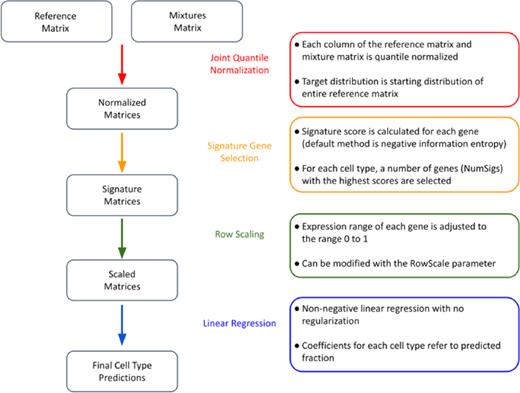 Reference
Matrix
Mixtures
Matrix
Joint Quantile
Normalization
● Each column of the reference matrix and
mixture matrix is quantile normalized
● Target distribution is starting distribution of
entire reference matrix
Normalized
Matrices
Signature Gene
Selection
● Signature score is calculated for each gene
(default method is negative information entropy)
● For each cell type, a number of genes (NumSigs)
with the highest scores are selected
Signature
Matrices
Row Scaling
● Expression range of each gene is adjusted to
the range 0 to 1
● Can be modified with the RowScale parameter
Scaled
Matrices
Linear Regression
● Non-negative linear regression with no
regularization
● Coefficients for each cell type refer to predicted
fraction
Final Cell Type
Predictions